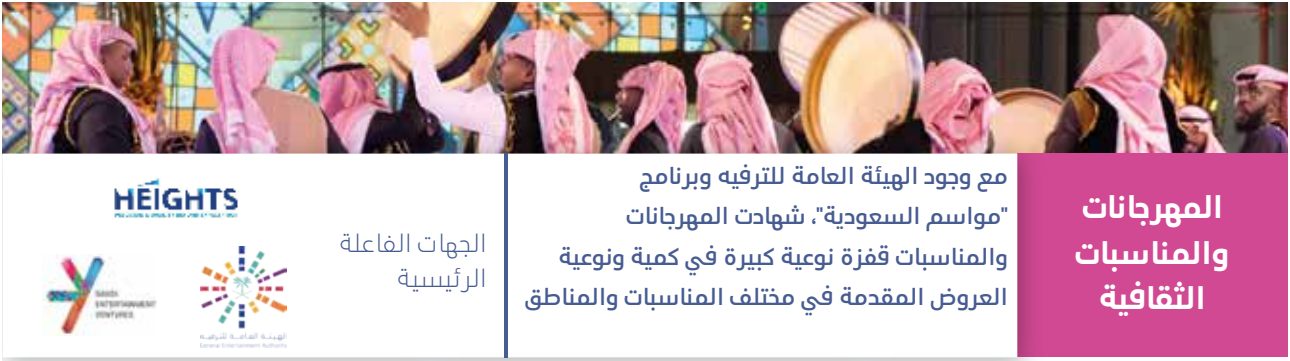 المهرجانات
والمناسبات
الثقافية
مع وجود الهيئة العامة للترفيه وبرنامج
"مواسم السعودية"، شهدت المهرجانات
والمناسبات قفزة نوعية كبيرة في كمية ونوعية
العروض المقدمة في مختلف المناسبات والمناطق
الجهات الفاعلة
الرئيسية
HEIGHTS
الهيئة العامة للترفيه
General Entertainment Authority
ENTERTAINMENT
VENTURES